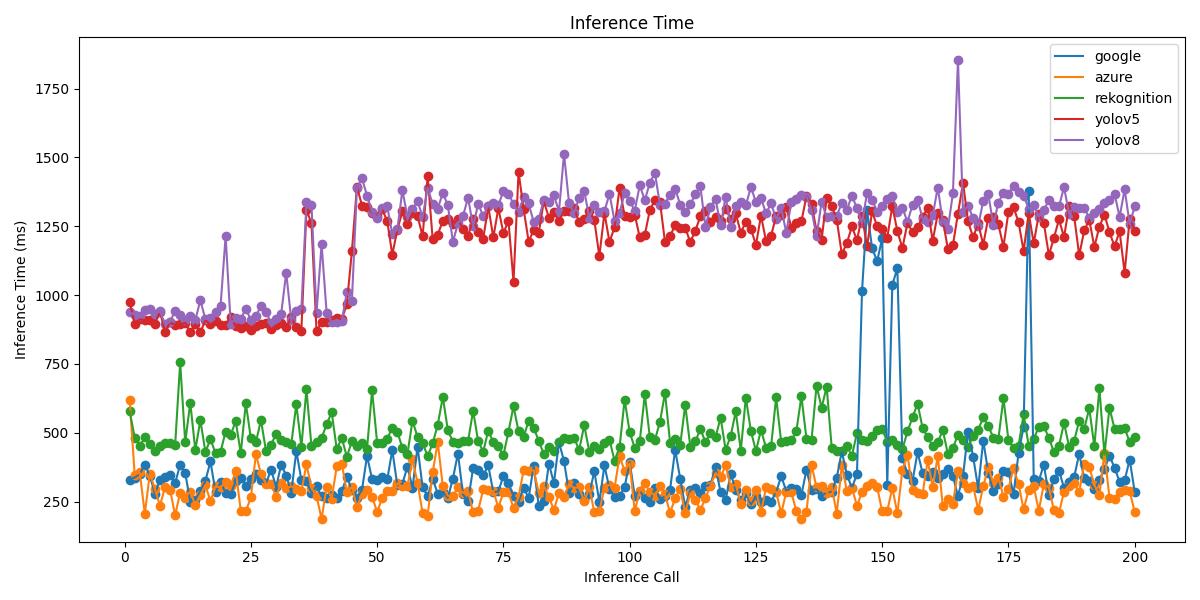 Inference Time
Inference Time (ms)
1750
1500
1250
1000
750
500
250
0
25
50
75
100
125
150
175
200
Inference Call
google
azure
rekognition
yolov5
yolov8